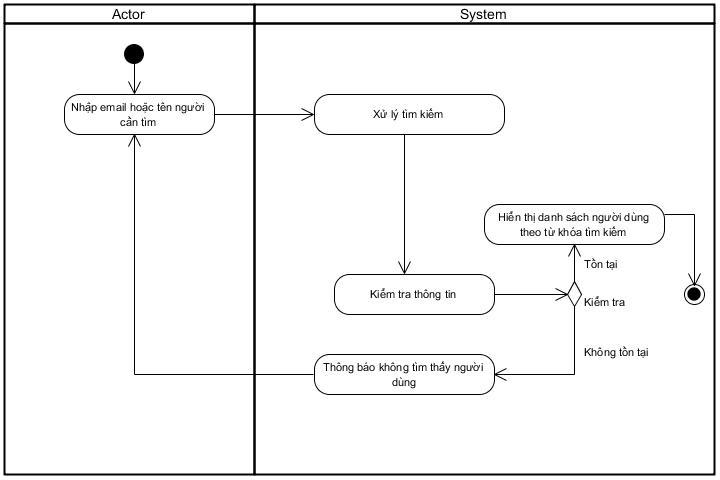 Actor
System
Nhập email hoặc tên người
cần tìm
Xử lý tìm kiếm
Hiển thị danh sách người dùng
theo từ khóa tìm kiếm
Tồn tại
Kiểm tra thông tin
Kiểm tra
Không tồn tại
Thông báo không tìm thấy người
dùng